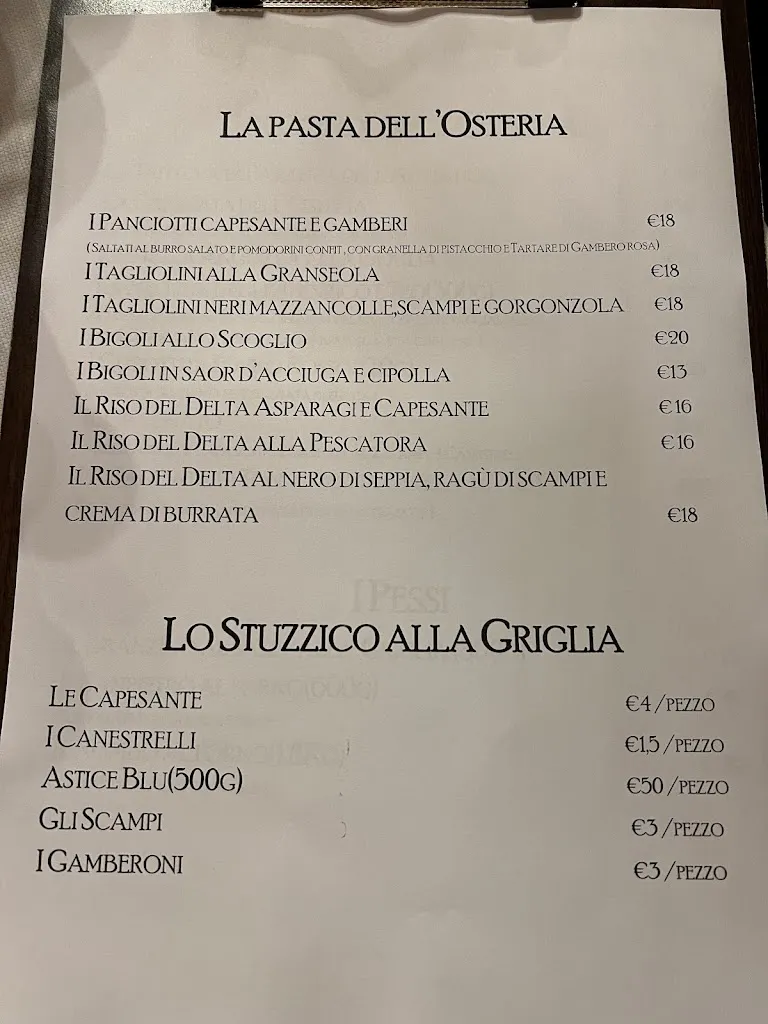 LA PASTA DELL'OSTERIA
I PANCIOTTI CAPESANTE E GAMBERI €18
(SALTATI AL BURRO SALATO E POMODORINI CONFIT, CON GRANELLA DI PISTACCHIO E TARTARE DI GAMBERO ROSA)
I TAGLIOLINI ALLA GRANSEOLA €18
I TAGLIOLINI NERI MAZZANCOLLE,SCAMPI E GORGONZOLA €18
I BIGOLI ALLO SCOGLIO €20
I BIGOLI IN SAOR D'ACCIUGA E CIPOLLA €13
IL RISO DEL DELTA ASPARAGI E CAPESANTE €16
IL RISO DEL DELTA ALLA PESCATORA €16
IL RISO DEL DELTA AL NERO DI SEPPIA, RAGÙ DI SCAMPI E
CREMA DI BURRATA €18
I PESSI
LO STUZZICO ALLA GRIGLIA
LE CAPESANTE €4/PEZZO
I CANESTRELLI €1,5/PEZZO
ASTICE BLU(500G) €50/PEZZO
GLI SCAMPI €3/PEZZO
I GAMBERONI €3/PEZZO